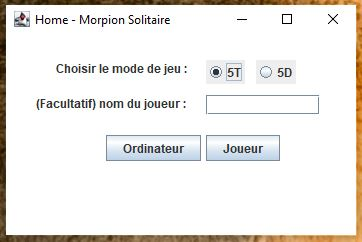 Home - Morpion Solitaire
Choisir le mode de jeu : 5T 5D
(Facultatif) nom du joueur :
Ordinateur Joueur